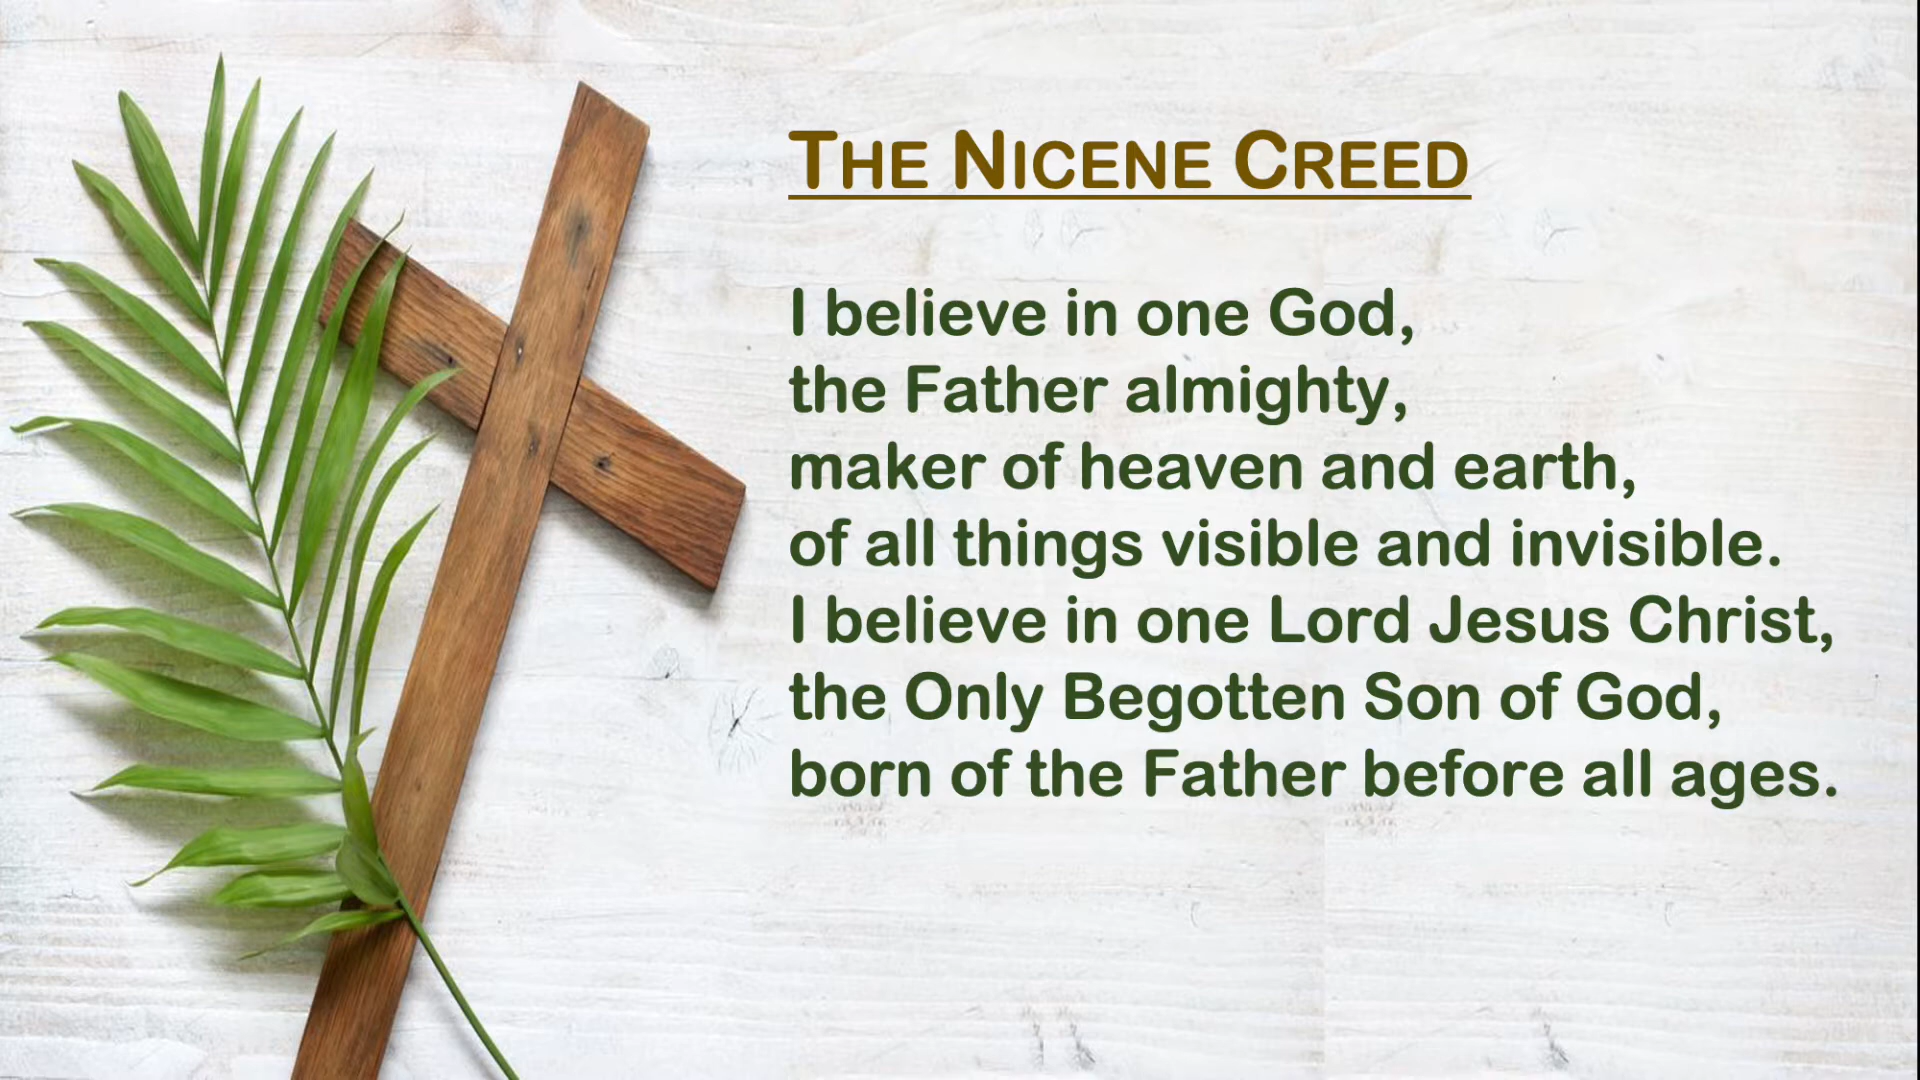 THE NICENE CREED
I believe in one God,
the Father almighty,
maker of heaven and earth,
of all things visible and invisible.
I believe in one Lord Jesus Christ,
the Only Begotten Son of God,
born of the Father before all ages.